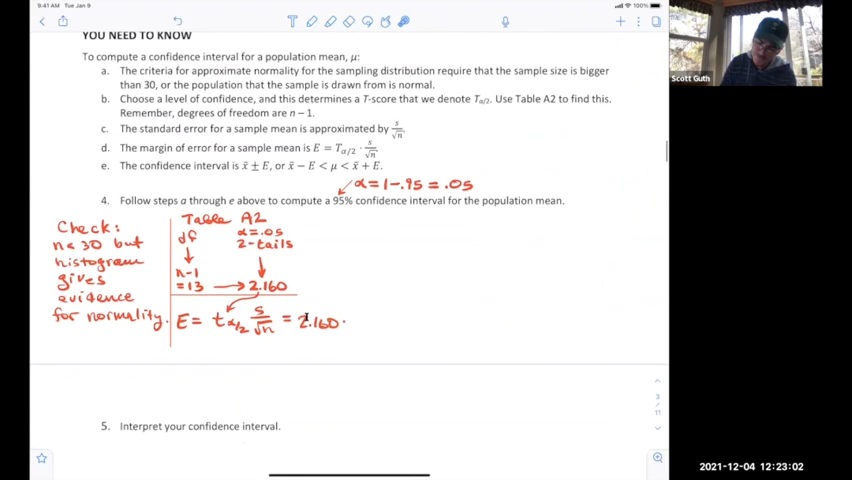 9:41 AM Tue Jan 9
100%
YOU NEED TO KNOW
To compute a confidence interval for a population mean, μ:
a. The criteria for approximate normality for the sampling distribution require that the sample size is bigger
than 30, or the population that the sample is drawn from is normal.
b. Choose a level of confidence, and this determines a T-score that we denote Tα/2. Use Table A2 to find this.
Remember, degrees of freedom are n − 1.
c. The standard error for a sample mean is approximated by s/√n.
d. The margin of error for a sample mean is E = Tα/2 · s/√n
e. The confidence interval is x̄ ± E, or x̄ − E < μ < x̄ + E.
α = 1 - .95 = .05
4. Follow steps a through e above to compute a 95% confidence interval for the population mean.
Check:
n < 30 but
histogram
gives
evidence
for normality.
Table A2
df
α = .05
2-tails
n-1
= 13 → 2.160
E = tα/2 s/√n = 2.160 ·
5. Interpret your confidence interval.
Scott Guth
3
/
11
2021-12-04 12:23:02